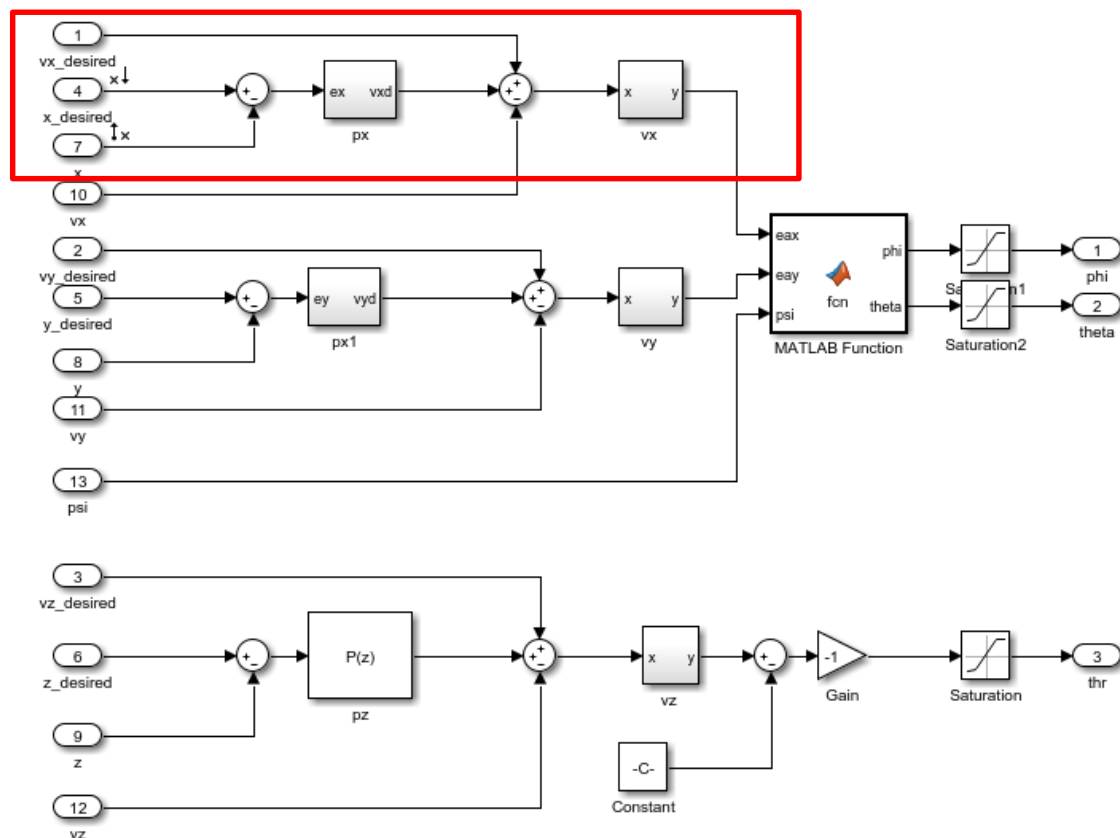 1
vx_desired
x
4
ex vxd
x y
x_desired
px
vx
x
7
x
10
vx
eax
phi
1
2
phi
vy_desired
eay
fcn
5
ey vyd
x y
theta
2
y_desired
px1
vy
psi
theta
MATLAB Function
Saturation2
8
y
11
vy
13
psi
3
vz_desired
6
P(z)
x y
-1
3
z_desired
vz
Gain
Saturation
thr
pz
9
z
-C-
Constant
12
vz